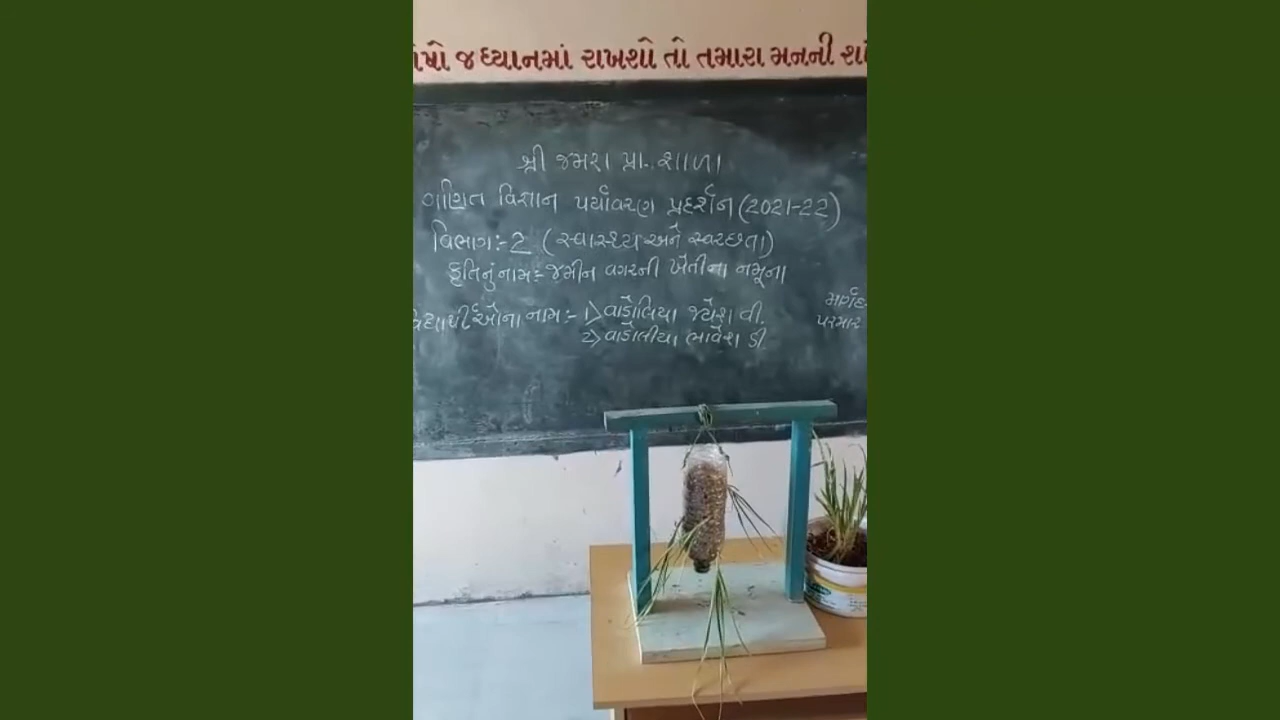 જ ધ્યાનમાં રાખશો તો તમારા મનની
શ્રી જમરા પ્રા. શાળા
ગણિત વિજ્ઞાન પર્યાવરણ પ્રદર્શન (2021-22)
વિભાગ:- 2 (સ્વાસ્થ્ય અને સ્વચ્છતા)
કૃતિનું નામ:- જમીન વગરની ખેતીના નમૂના
નામ:- 1> વાડોલિયા જયેશ વી.
2> વાડોલીયા ભાવેશ ડી.
પરમાર